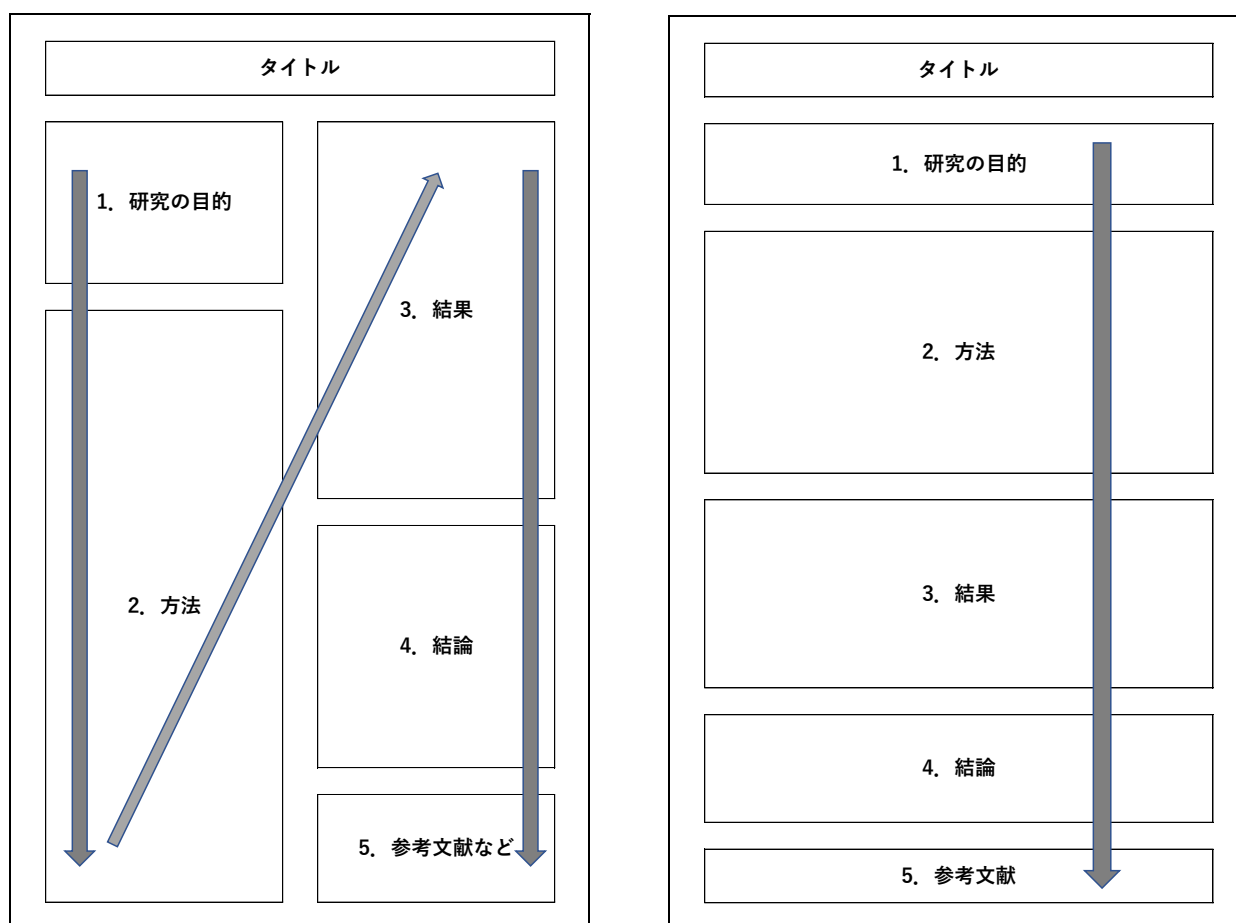 タイトル
1．研究の目的
2．方法
3．結果
4．結論
5．参考文献など
タイトル
1．研究の目的
2．方法
3．結果
4．結論
5．参考文献